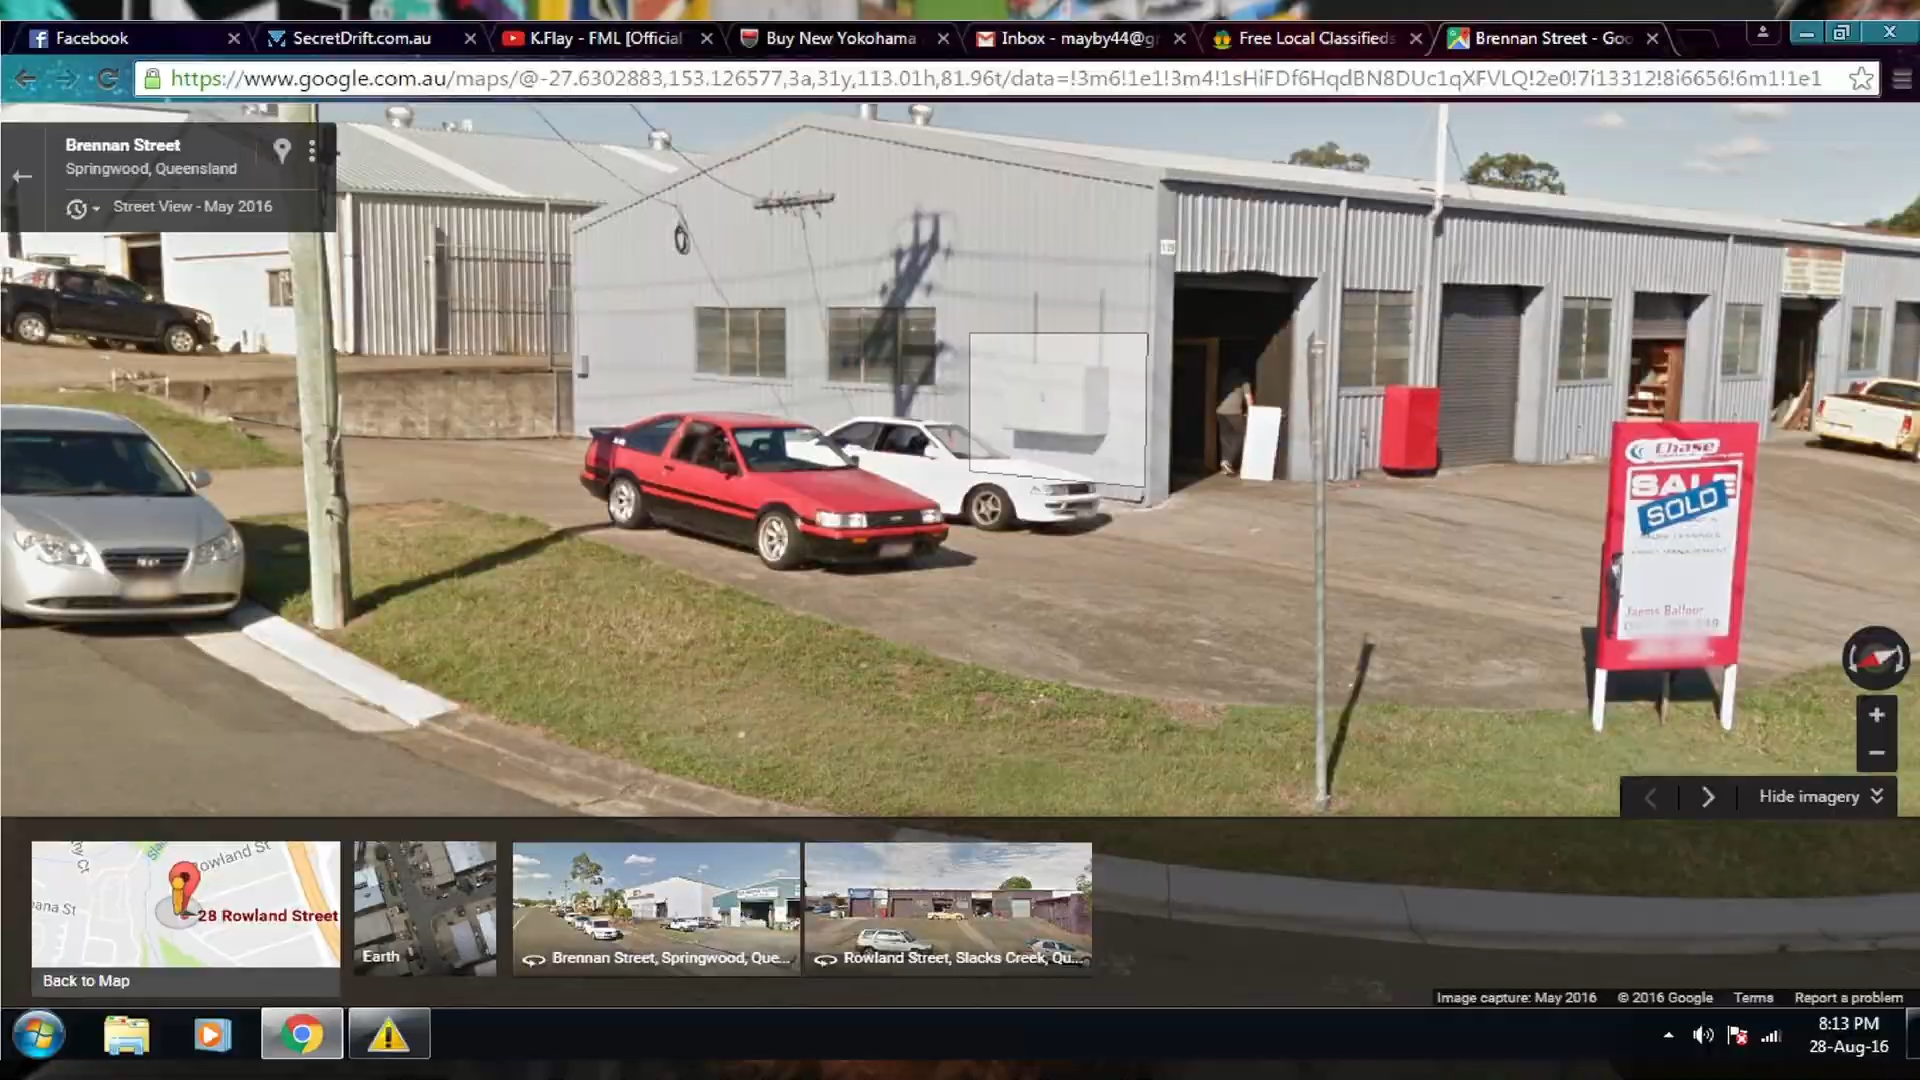 Facebook
SecretDrift.com.au
K.Flay - FML [Official
Buy New Yokohama
Inbox - mayby44@g
Free Local Classifieds
Brennan Street - Goo
https://www.google.com.au/maps/@-27.6302883,153.126577,3a,31y,113.01h,81.96t/data=!3m6!1e1!3m4!1sHiFDf6HqdBN8DUc1qXFVLQ!2e0!7i13312!8i6656!6m1!1e1
Brennan Street
Springwood, Queensland
Street View - May 2016
Chase
SALE
SOLD
Hide imagery
Rowland St
28 Rowland Street
Back to Map
Earth
Brennan Street, Springwood, Que...
Rowland Street, Slacks Creek, Qu...
Image capture: May 2016
© 2016 Google
Terms
Report a problem
8:13 PM
28-Aug-16